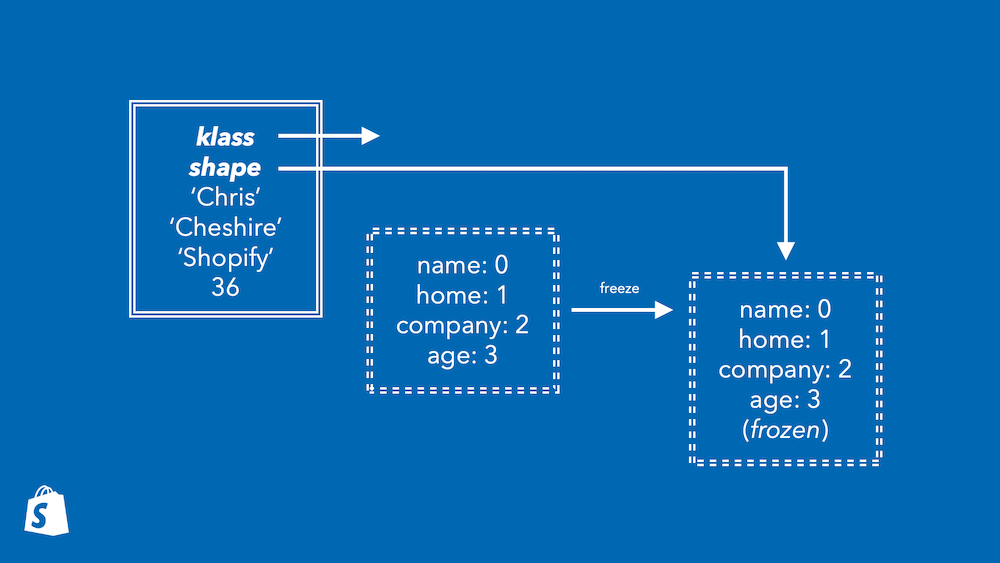 klass
shape
‘Chris’
‘Cheshire’
‘Shopify’
36
name: 0
home: 1
company: 2
age: 3
freeze
name: 0
home: 1
company: 2
age: 3
(frozen)
S